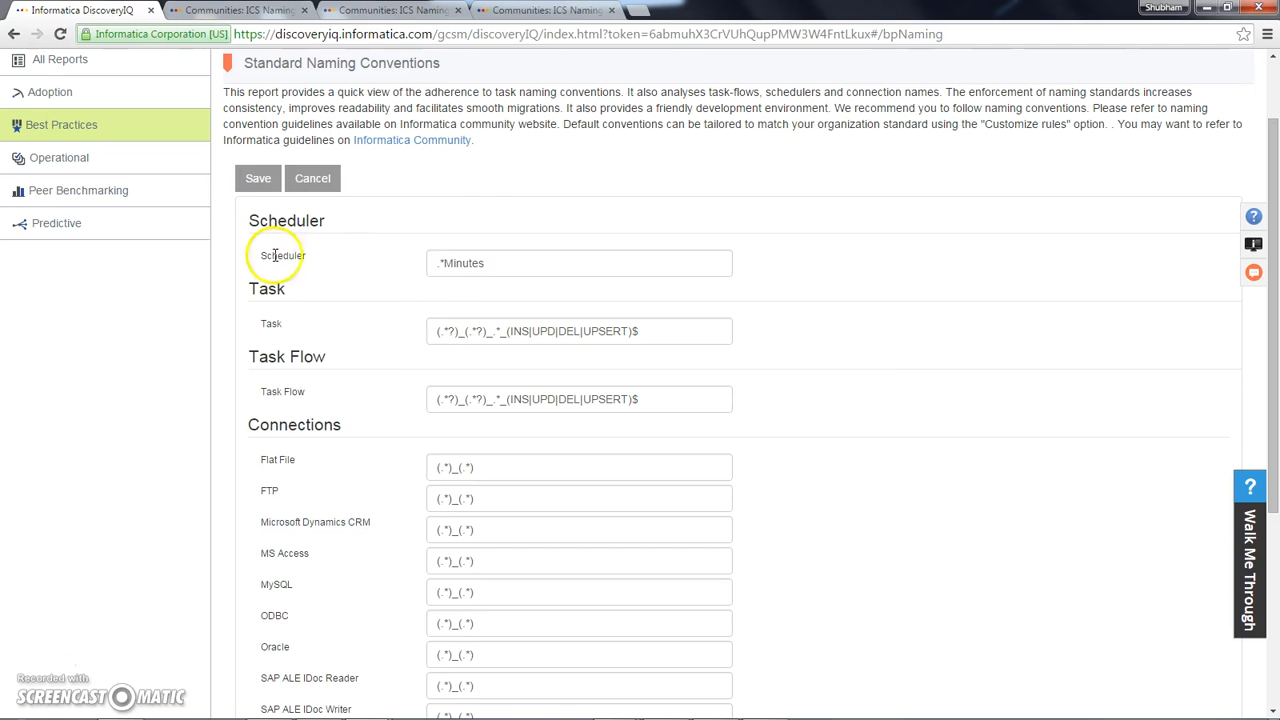 Informatica DiscoveryIQ
Communities: ICS Naming
Communities: ICS Naming
Communities: ICS Naming
Shubham
Informatica Corporation [US]
https://discoveryiq.informatica.com/gcsm/discoveryIQ/index.html?token=6abmuhX3CrVUhQupPMW3W4FntLkux#/bpNaming
All Reports
Adoption
Best Practices
Operational
Peer Benchmarking
Predictive
Standard Naming Conventions
This report provides a quick view of the adherence to task naming conventions. It also analyses task-flows, schedulers and connection names. The enforcement of naming standards increases
consistency, improves readability and facilitates smooth migrations. It also provides a friendly development environment. We recommend you to follow naming conventions. Please refer to naming
convention guidelines available on Informatica community website. Default conventions can be tailored to match your organization standard using the "Customize rules" option. . You may want to refer to
Informatica guidelines on Informatica Community.
Save
Cancel
Scheduler
Scheduler
.*Minutes
Task
Task
(.*?)_(.*?)_.*_(INS|UPD|DEL|UPSERT)$
Task Flow
Task Flow
(.*?)_(.*?)_.*_(INS|UPD|DEL|UPSERT)$
Connections
Flat File
(.*)_(.*)
FTP
(.*)_(.*)
Microsoft Dynamics CRM
(.*)_(.*)
MS Access
(.*)_(.*)
MySQL
(.*)_(.*)
ODBC
(.*)_(.*)
Oracle
(.*)_(.*)
SAP ALE IDoc Reader
(.*)_(.*)
SAP ALE IDoc Writer
(.*)_(.*)
?
?
Walk Me Through
Recorded with
SCREENCAST MATIC